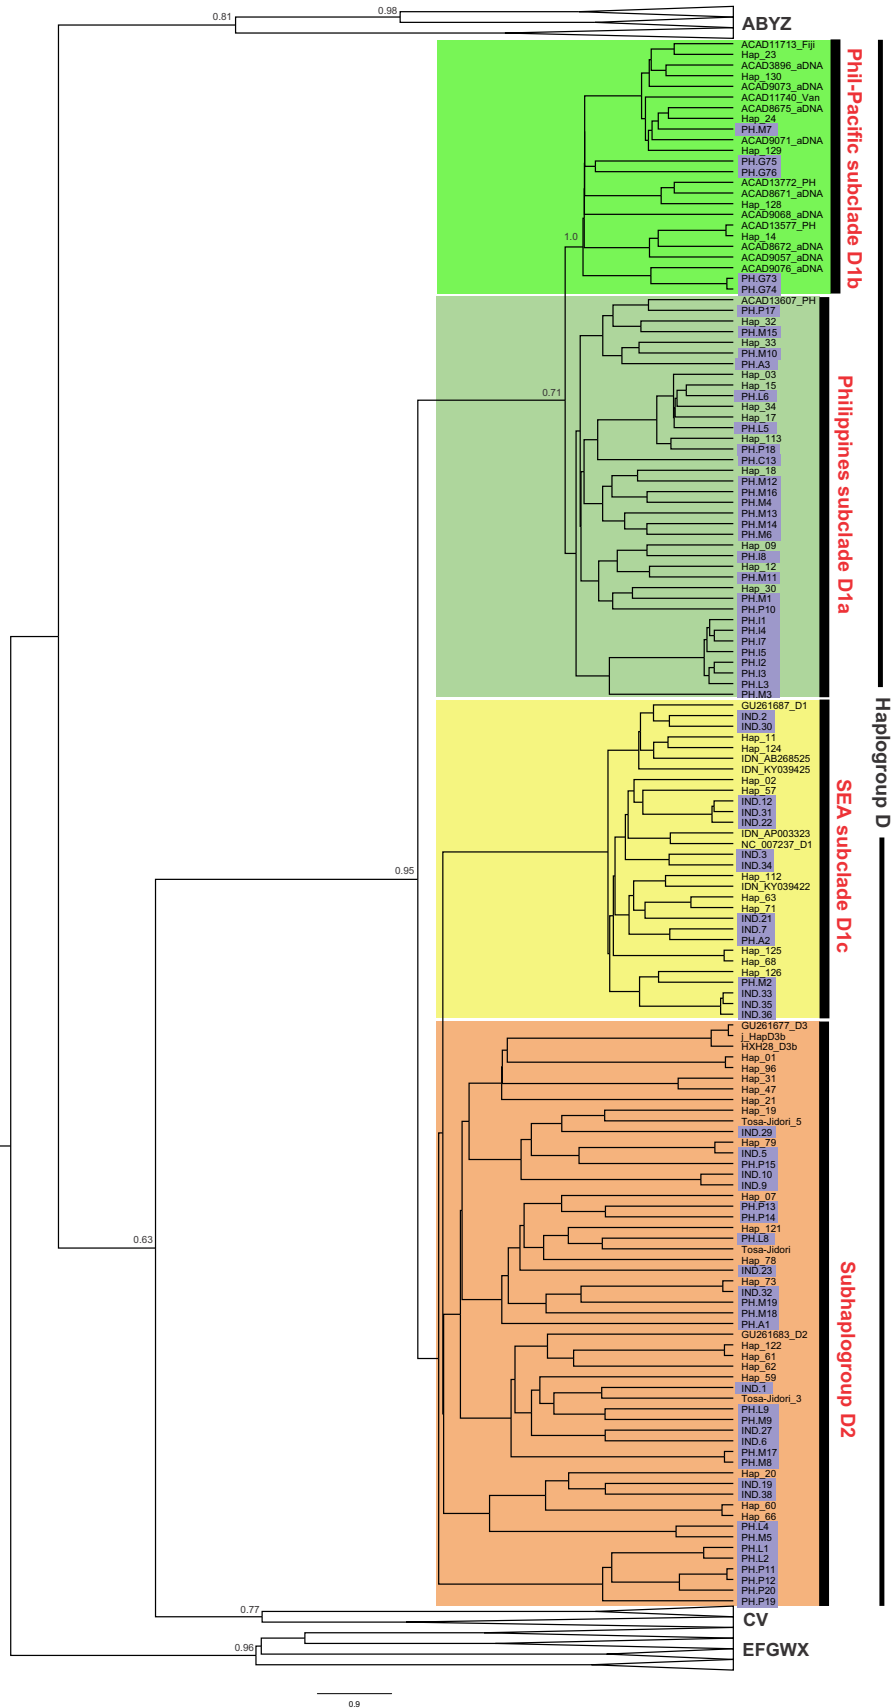 0.98
0.81
ABYZ
ACAD11713_Fiji
Hap_23
ACAD3896_aDNA
Hap_130
ACAD9073_aDNA
ACAD11740_Van
ACAD8675_aDNA
Hap_24
PH.M7
ACAD9071_aDNA
Hap_129
PH.G75
PH.G76
ACAD13772_PH
ACAD8671_aDNA
Hap_128
ACAD9068_aDNA
ACAD13577_PH
Hap_14
ACAD8672_aDNA
ACAD9057_aDNA
ACAD9076_aDNA
PH.G73
PH.G74
1.0
Phil-Pacific subclade D1b
ACAD13607_PH
PH.P17
Hap_32
PH.M15
Hap_33
PH.M10
PH.A3
Hap_03
Hap_15
PH.L6
Hap_34
Hap_17
PH.L5
Hap_113
PH.P18
PH.C13
Hap_18
PH.M12
PH.M16
PH.M4
PH.M13
PH.M14
PH.M6
Hap_09
PH.I8
Hap_12
PH.M11
Hap_30
PH.M1
PH.P10
PH.I1
PH.I4
PH.I7
PH.I5
PH.I2
PH.I3
PH.L3
PH.M3
0.71
Philippines subclade D1a
Haplogroup D
GU261687_D1
IND.2
IND.30
Hap_11
Hap_124
IDN_AB268525
IDN_KY039425
Hap_02
Hap_57
IND.12
IND.31
IND.22
IDN_AP003323
NC_007237_D1
IND.3
IND.34
Hap_112
IDN_KY039422
Hap_63
Hap_71
IND.21
IND.7
PH.A2
Hap_125
Hap_68
Hap_126
PH.M2
IND.33
IND.35
IND.36
0.95
SEA subclade D1c
GU261677_D3
j_HapD3b
HXH28_D3b
Hap_01
Hap_96
Hap_31
Hap_47
Hap_21
Hap_19
Tosa-Jidori_5
IND.29
Hap_79
IND.5
PH.P15
IND.10
IND.9
Hap_07
PH.P13
PH.P14
Hap_121
PH.L8
Tosa-Jidori
Hap_78
IND.23
Hap_73
IND.32
PH.M19
PH.M18
PH.A1
GU261683_D2
Hap_122
Hap_61
Hap_62
Hap_59
IND.1
Tosa-Jidori_3
PH.L9
PH.M9
IND.27
IND.6
PH.M17
PH.M8
Hap_20
IND.19
IND.38
Hap_60
Hap_66
PH.L4
PH.M5
PH.L1
PH.L2
PH.P11
PH.P12
PH.P20
PH.P19
0.63
Subhaplogroup D2
0.77
CV
0.96
EFGWX
0.9